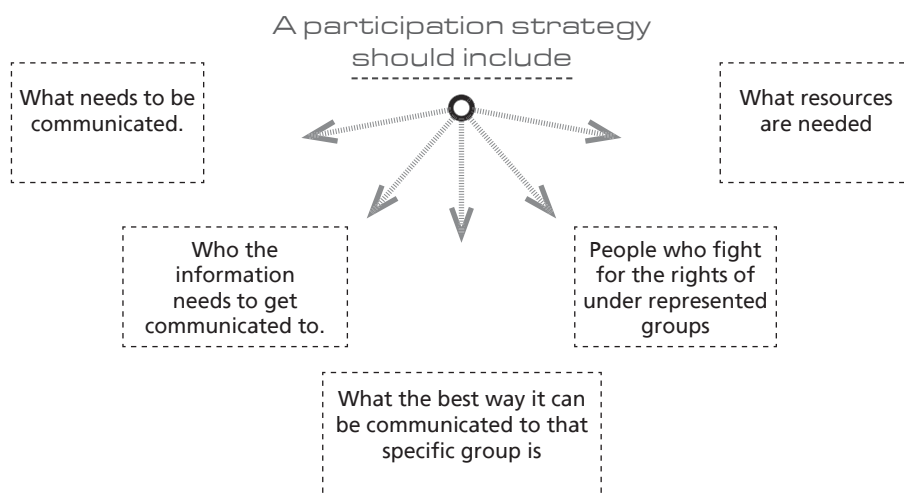 A participation strategy
should include
What needs to be
communicated.
What resources
are needed
Who the
information
needs to get
communicated to.
People who fight
for the rights of
under represented
groups
What the best way it can
be communicated to that
specific group is